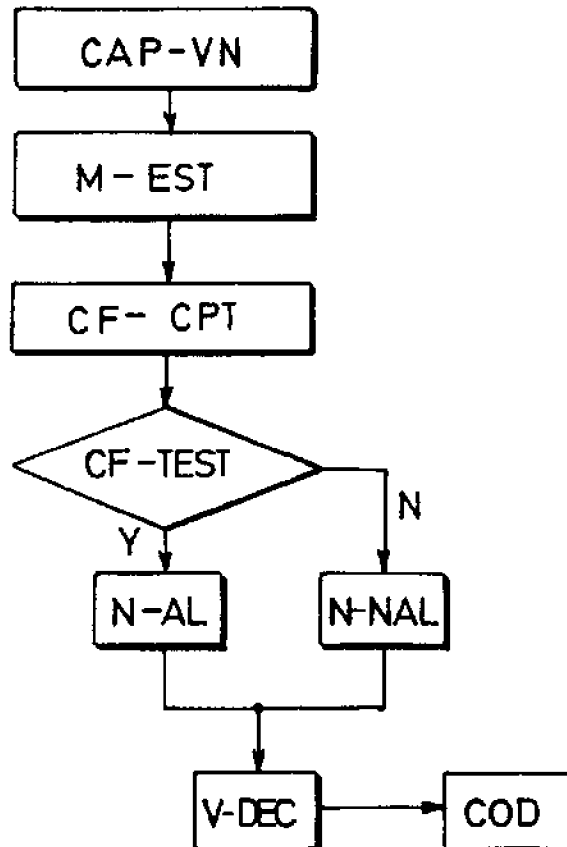 CAP-VN
M-EST
CF-CPT
CF-TEST
Y
N
N-AL
N-NAL
V-DEC
COD